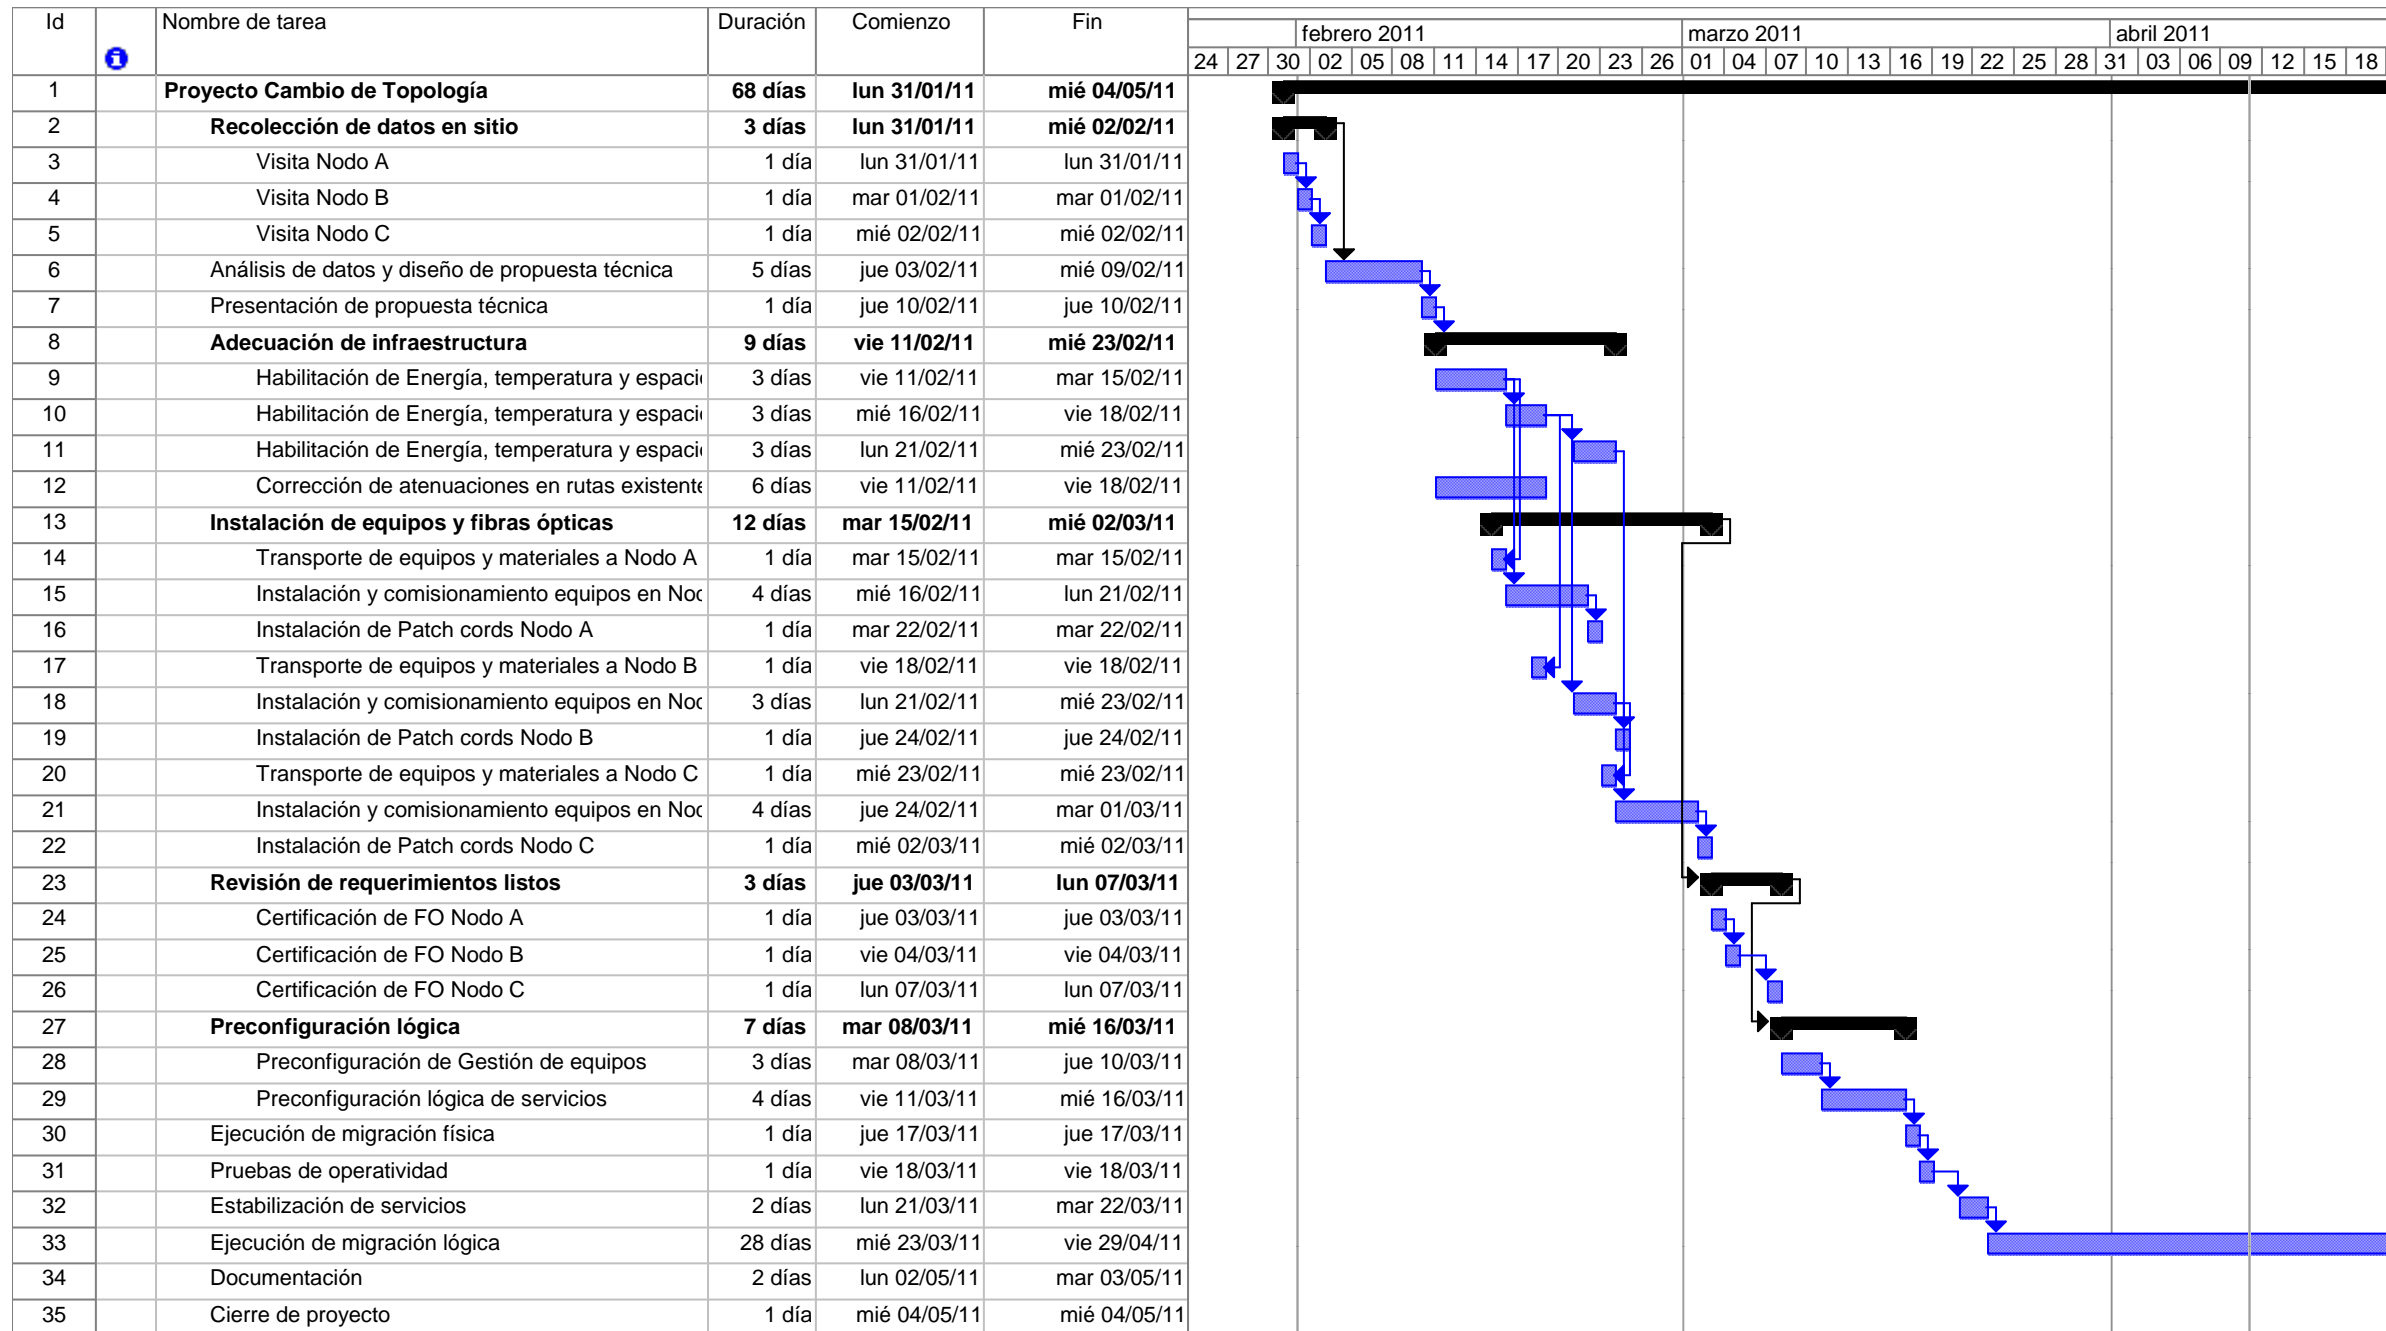 Id Nombre de tarea Duración Comienzo Fin
febrero 2011 marzo 2011 abril 2011
24 27 30 02 05 08 11 14 17 20 23 26 01 04 07 10 13 16 19 22 25 28 31 03 06 09 12 15 18
1 Proyecto Cambio de Topología 68 días lun 31/01/11 mié 04/05/11
2 Recolección de datos en sitio 3 días lun 31/01/11 mié 02/02/11
3 Visita Nodo A 1 día lun 31/01/11 lun 31/01/11
4 Visita Nodo B 1 día mar 01/02/11 mar 01/02/11
5 Visita Nodo C 1 día mié 02/02/11 mié 02/02/11
6 Análisis de datos y diseño de propuesta técnica 5 días jue 03/02/11 mié 09/02/11
7 Presentación de propuesta técnica 1 día jue 10/02/11 jue 10/02/11
8 Adecuación de infraestructura 9 días vie 11/02/11 mié 23/02/11
9 Habilitación de Energía, temperatura y espaci 3 días vie 11/02/11 mar 15/02/11
10 Habilitación de Energía, temperatura y espaci 3 días mié 16/02/11 vie 18/02/11
11 Habilitación de Energía, temperatura y espaci 3 días lun 21/02/11 mié 23/02/11
12 Corrección de atenuaciones en rutas existente 6 días vie 11/02/11 vie 18/02/11
13 Instalación de equipos y fibras ópticas 12 días mar 15/02/11 mié 02/03/11
14 Transporte de equipos y materiales a Nodo A 1 día mar 15/02/11 mar 15/02/11
15 Instalación y comisionamiento equipos en Noc 4 días mié 16/02/11 lun 21/02/11
16 Instalación de Patch cords Nodo A 1 día mar 22/02/11 mar 22/02/11
17 Transporte de equipos y materiales a Nodo B 1 día vie 18/02/11 vie 18/02/11
18 Instalación y comisionamiento equipos en Noc 3 días lun 21/02/11 mié 23/02/11
19 Instalación de Patch cords Nodo B 1 día jue 24/02/11 jue 24/02/11
20 Transporte de equipos y materiales a Nodo C 1 día mié 23/02/11 mié 23/02/11
21 Instalación y comisionamiento equipos en Noc 4 días jue 24/02/11 mar 01/03/11
22 Instalación de Patch cords Nodo C 1 día mié 02/03/11 mié 02/03/11
23 Revisión de requerimientos listos 3 días jue 03/03/11 lun 07/03/11
24 Certificación de FO Nodo A 1 día jue 03/03/11 jue 03/03/11
25 Certificación de FO Nodo B 1 día vie 04/03/11 vie 04/03/11
26 Certificación de FO Nodo C 1 día lun 07/03/11 lun 07/03/11
27 Preconfiguración lógica 7 días mar 08/03/11 mié 16/03/11
28 Preconfiguración de Gestión de equipos 3 días mar 08/03/11 jue 10/03/11
29 Preconfiguración lógica de servicios 4 días vie 11/03/11 mié 16/03/11
30 Ejecución de migración física 1 día jue 17/03/11 jue 17/03/11
31 Pruebas de operatividad 1 día vie 18/03/11 vie 18/03/11
32 Estabilización de servicios 2 días lun 21/03/11 mar 22/03/11
33 Ejecución de migración lógica 28 días mié 23/03/11 vie 29/04/11
34 Documentación 2 días lun 02/05/11 mar 03/05/11
35 Cierre de proyecto 1 día mié 04/05/11 mié 04/05/11